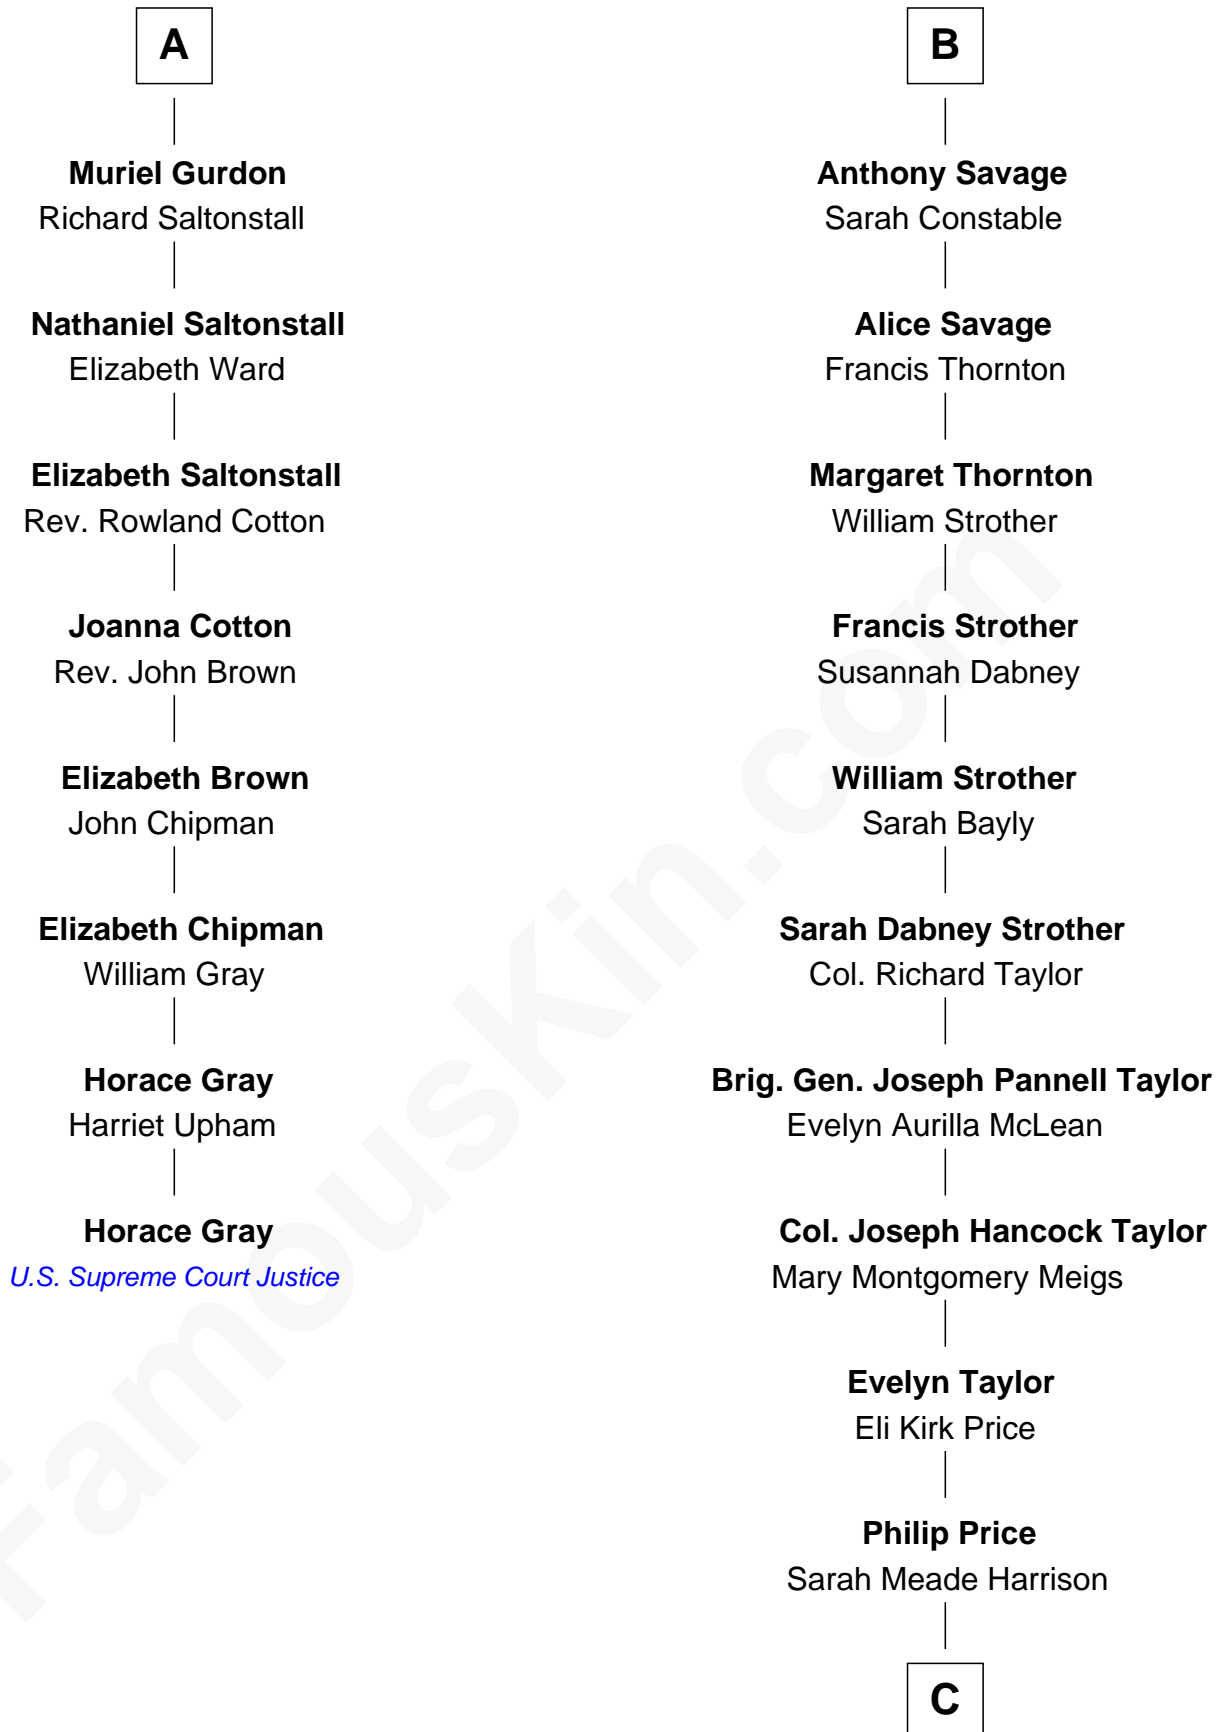 A
Muriel Gurdon
Richard Saltonstall
Nathaniel Saltonstall
Elizabeth Ward
Elizabeth Saltonstall
Rev. Rowland Cotton
Joanna Cotton
Rev. John Brown
Elizabeth Brown
John Chipman
Elizabeth Chipman
William Gray
Horace Gray
Harriet Upham
Horace Gray
U.S. Supreme Court Justice
B
Anthony Savage
Sarah Constable
Alice Savage
Francis Thornton
Margaret Thornton
William Strother
Francis Strother
Susannah Dabney
William Strother
Sarah Bayly
Sarah Dabney Strother
Col. Richard Taylor
Brig. Gen. Joseph Pannell Taylor
Evelyn Aurilla McLean
Col. Joseph Hancock Taylor
Mary Montgomery Meigs
Evelyn Taylor
Eli Kirk Price
Philip Price
Sarah Meade Harrison
C
FamousKin.com